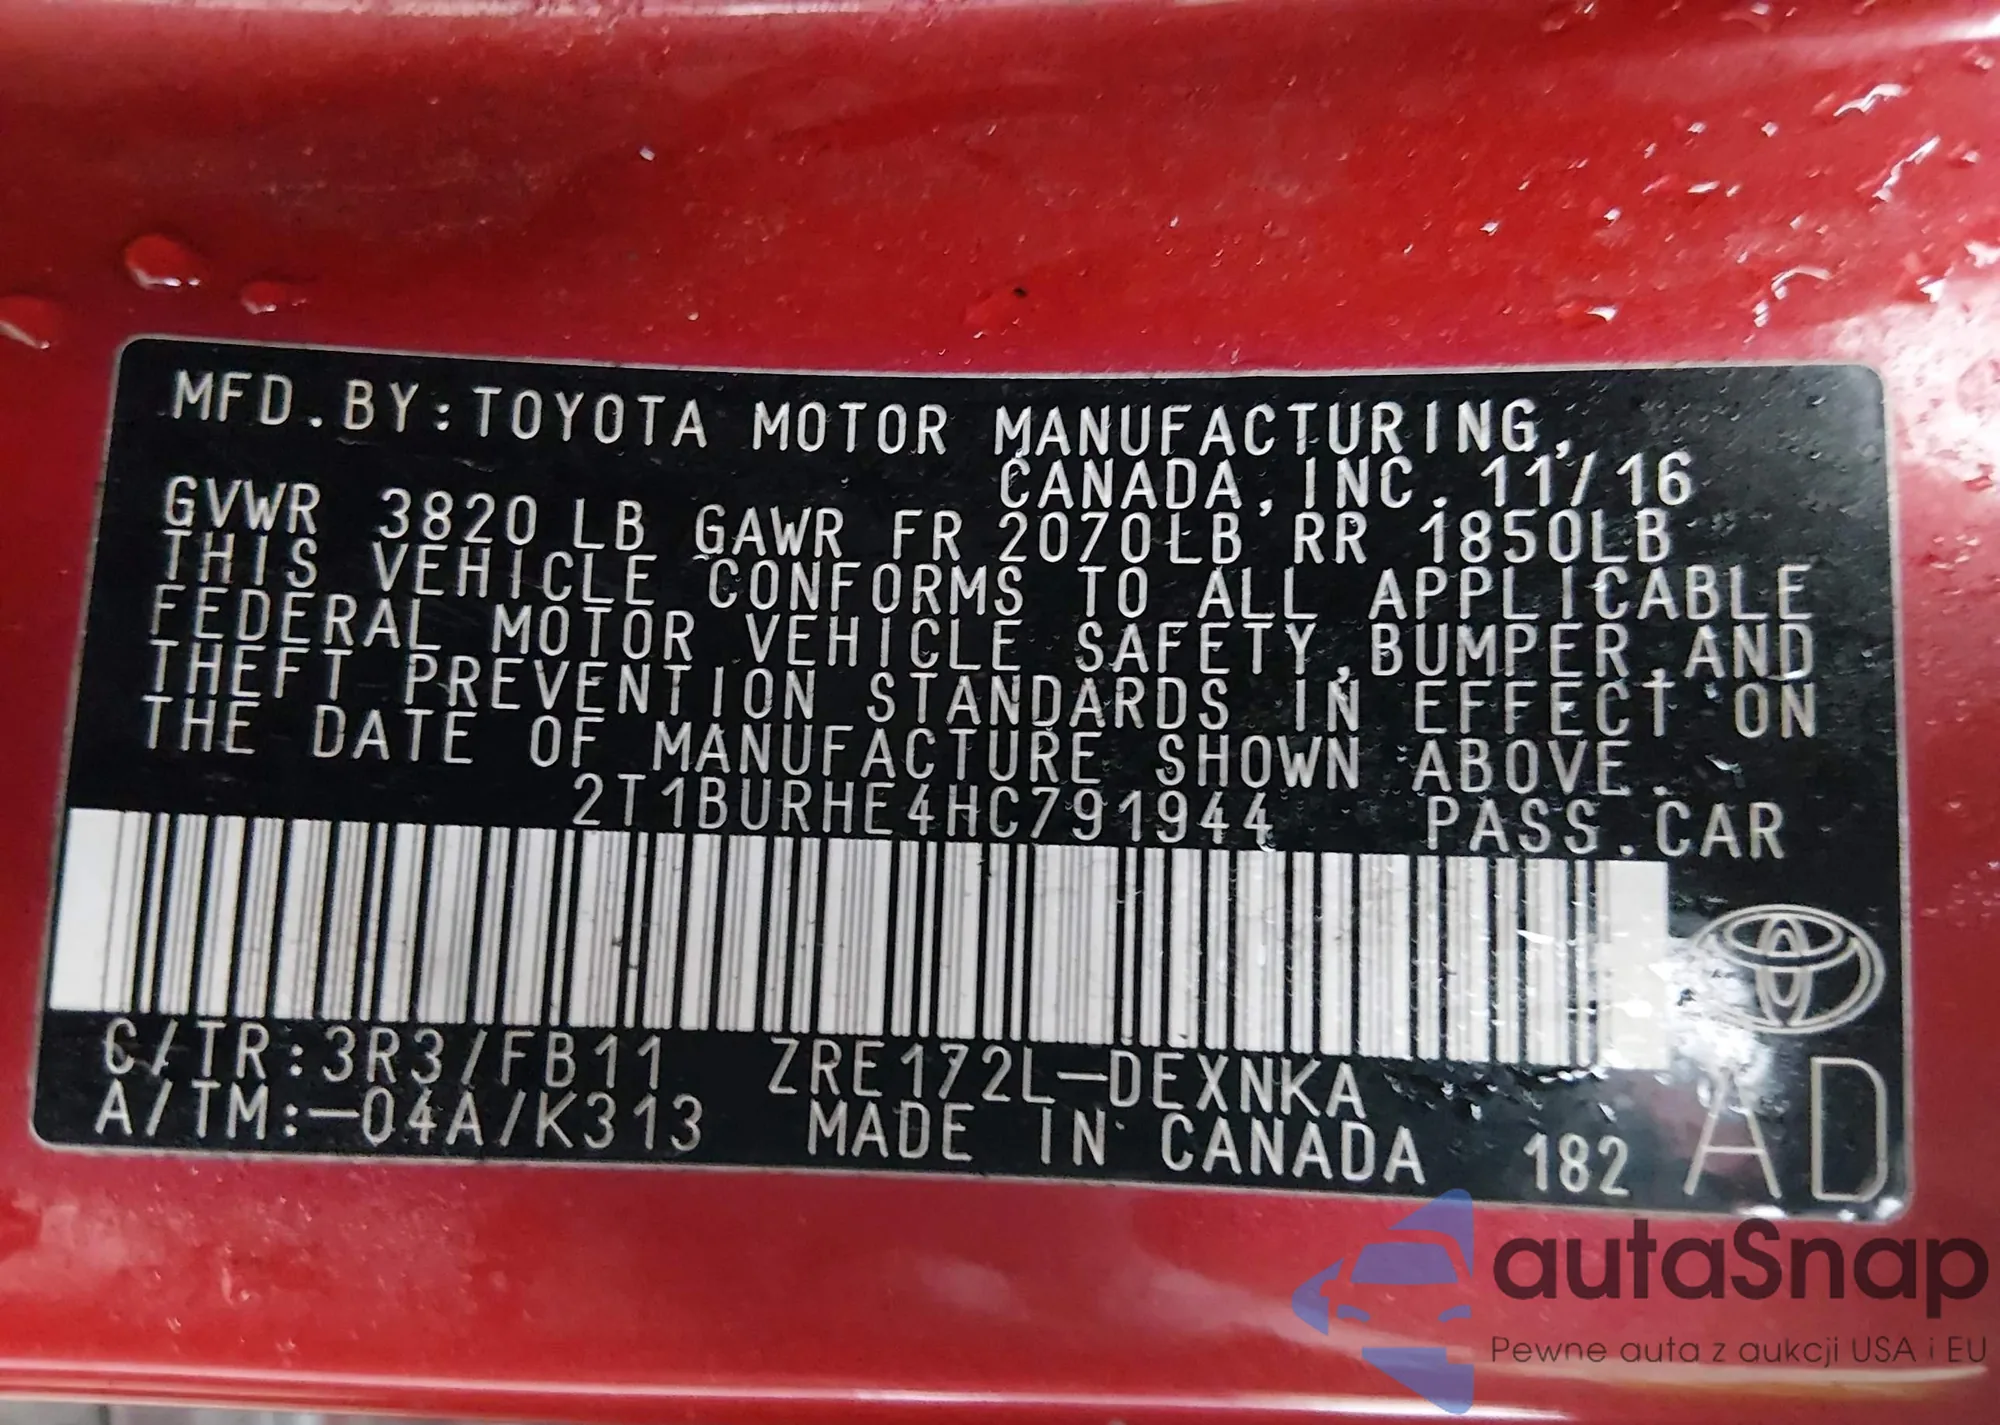 MFD.BY:TOYOTA MOTOR MANUFACTURING,
CANADA,INC. 11/16
GVWR 3820LB GAWR FR 2070LB RR 1850LB
THIS VEHICLE CONFORMS TO ALL APPLICABLE
FEDERAL MOTOR VEHICLE SAFETY,BUMPER,AND
THEFT PREVENTION STANDARDS IN EFFECT ON
THE DATE OF MANUFACTURE SHOWN ABOVE.
2T1BURHE4HC791944 PASS.CAR
C/TR:3R3/FB11 ZRE172L-DEXNKA
A/TM:-04A/K313 MADE IN CANADA 182 AD
autaSnap
Pewne auta z aukcji USA i EU